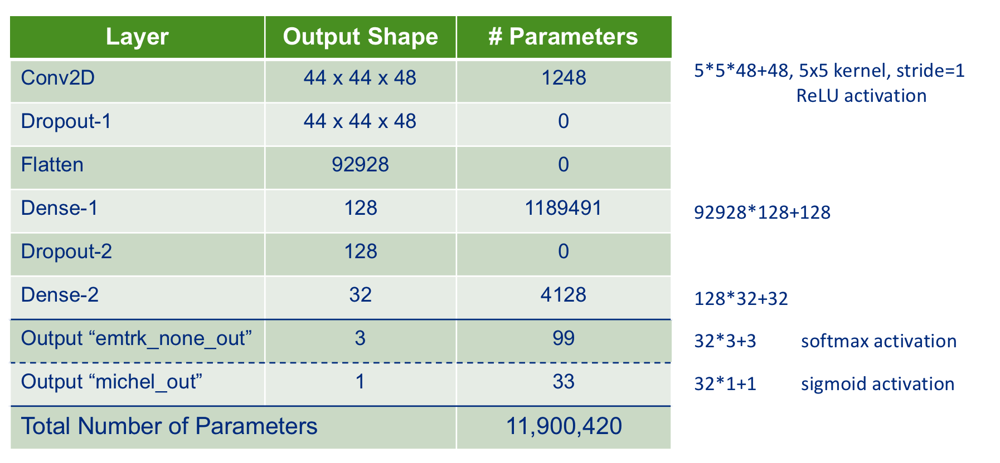 Layer Output Shape # Parameters
Conv2D 44 x 44 x 48 1248 5*5*48+48, 5x5 kernel, stride=1
ReLU activation
Dropout-1 44 x 44 x 48 0
Flatten 92928 0
Dense-1 128 1189491 92928*128+128
Dropout-2 128 0
Dense-2 32 4128 128*32+32
Output “emtrk_none_out” 3 99 32*3+3 softmax activation
Output “michel_out” 1 33 32*1+1 sigmoid activation
Total Number of Parameters 11,900,420